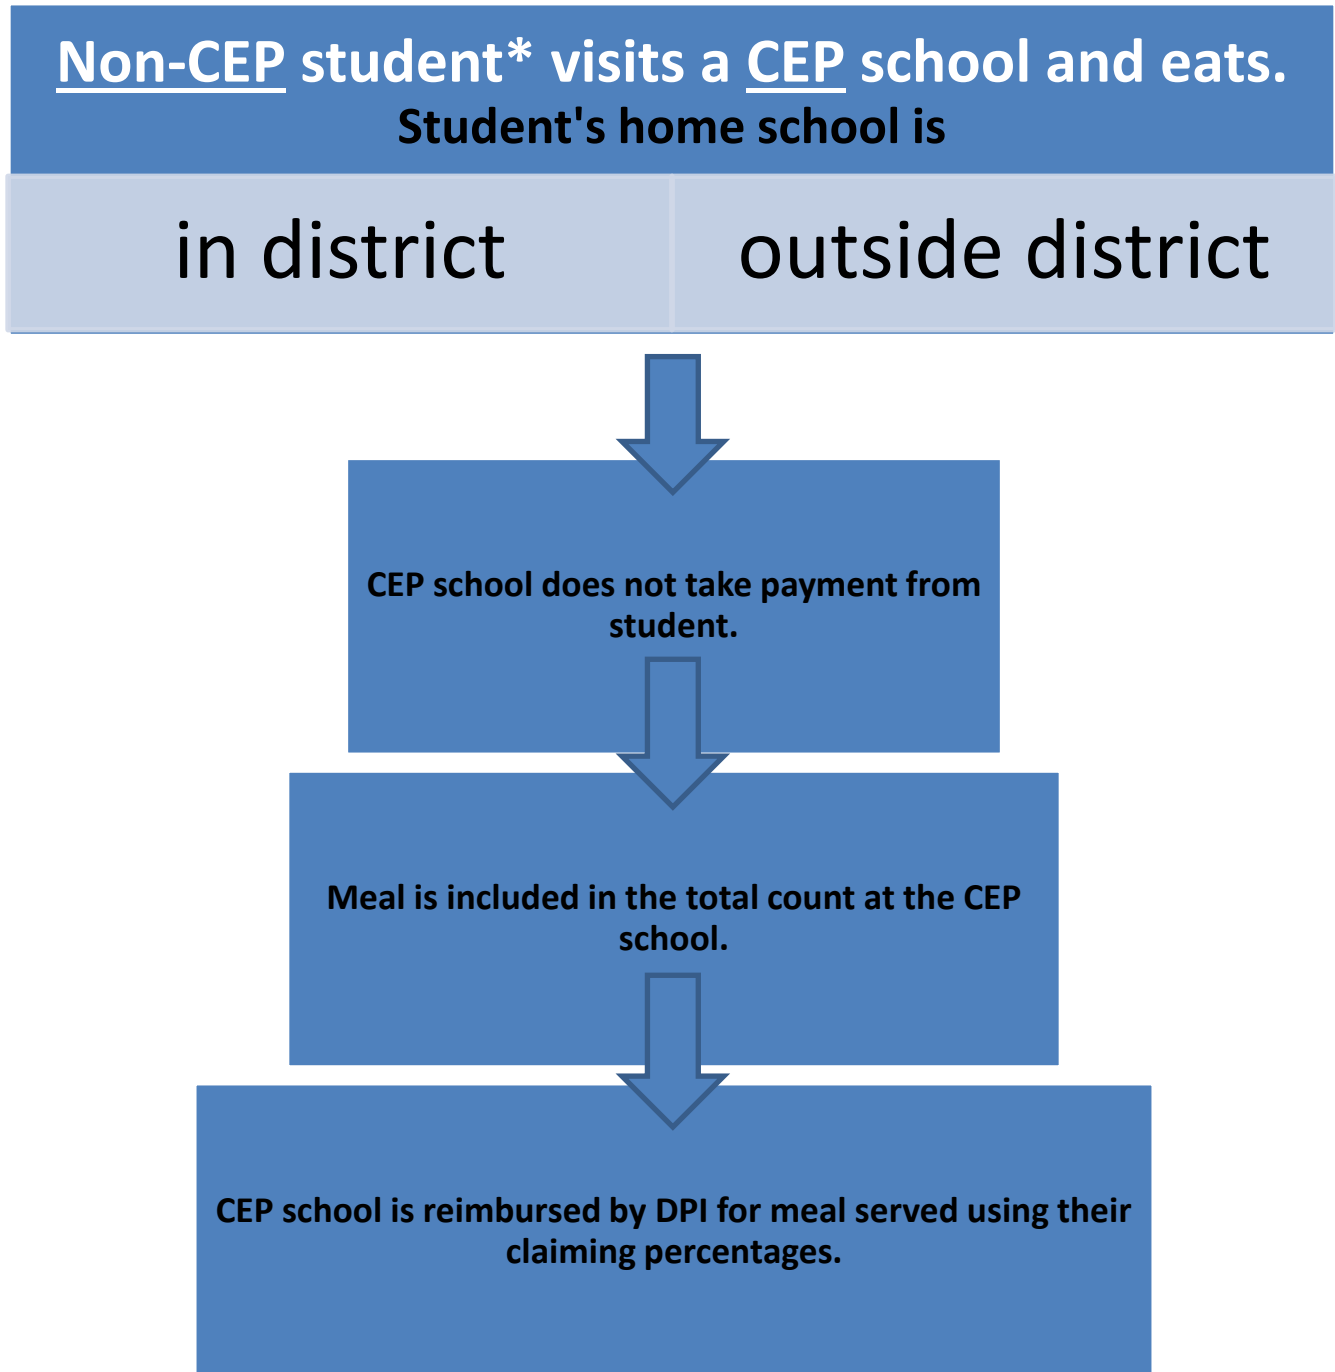 Non-CEP student* visits a CEP school and eats.
Student's home school is
in district
outside district
CEP school does not take payment from
student.
Meal is included in the total count at the CEP
school.
CEP school is reimbursed by DPI for meal served using their
claiming percentages.